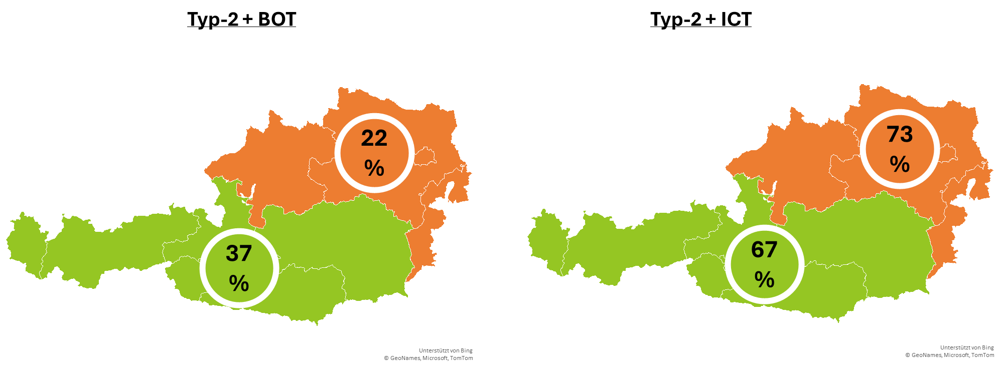 Typ-2 + BOT
22
%
37
%
Unterstützt von Bing
© GeoNames, Microsoft, TomTom
Typ-2 + ICT
73
%
67
%
Unterstützt von Bing
© GeoNames, Microsoft, TomTom